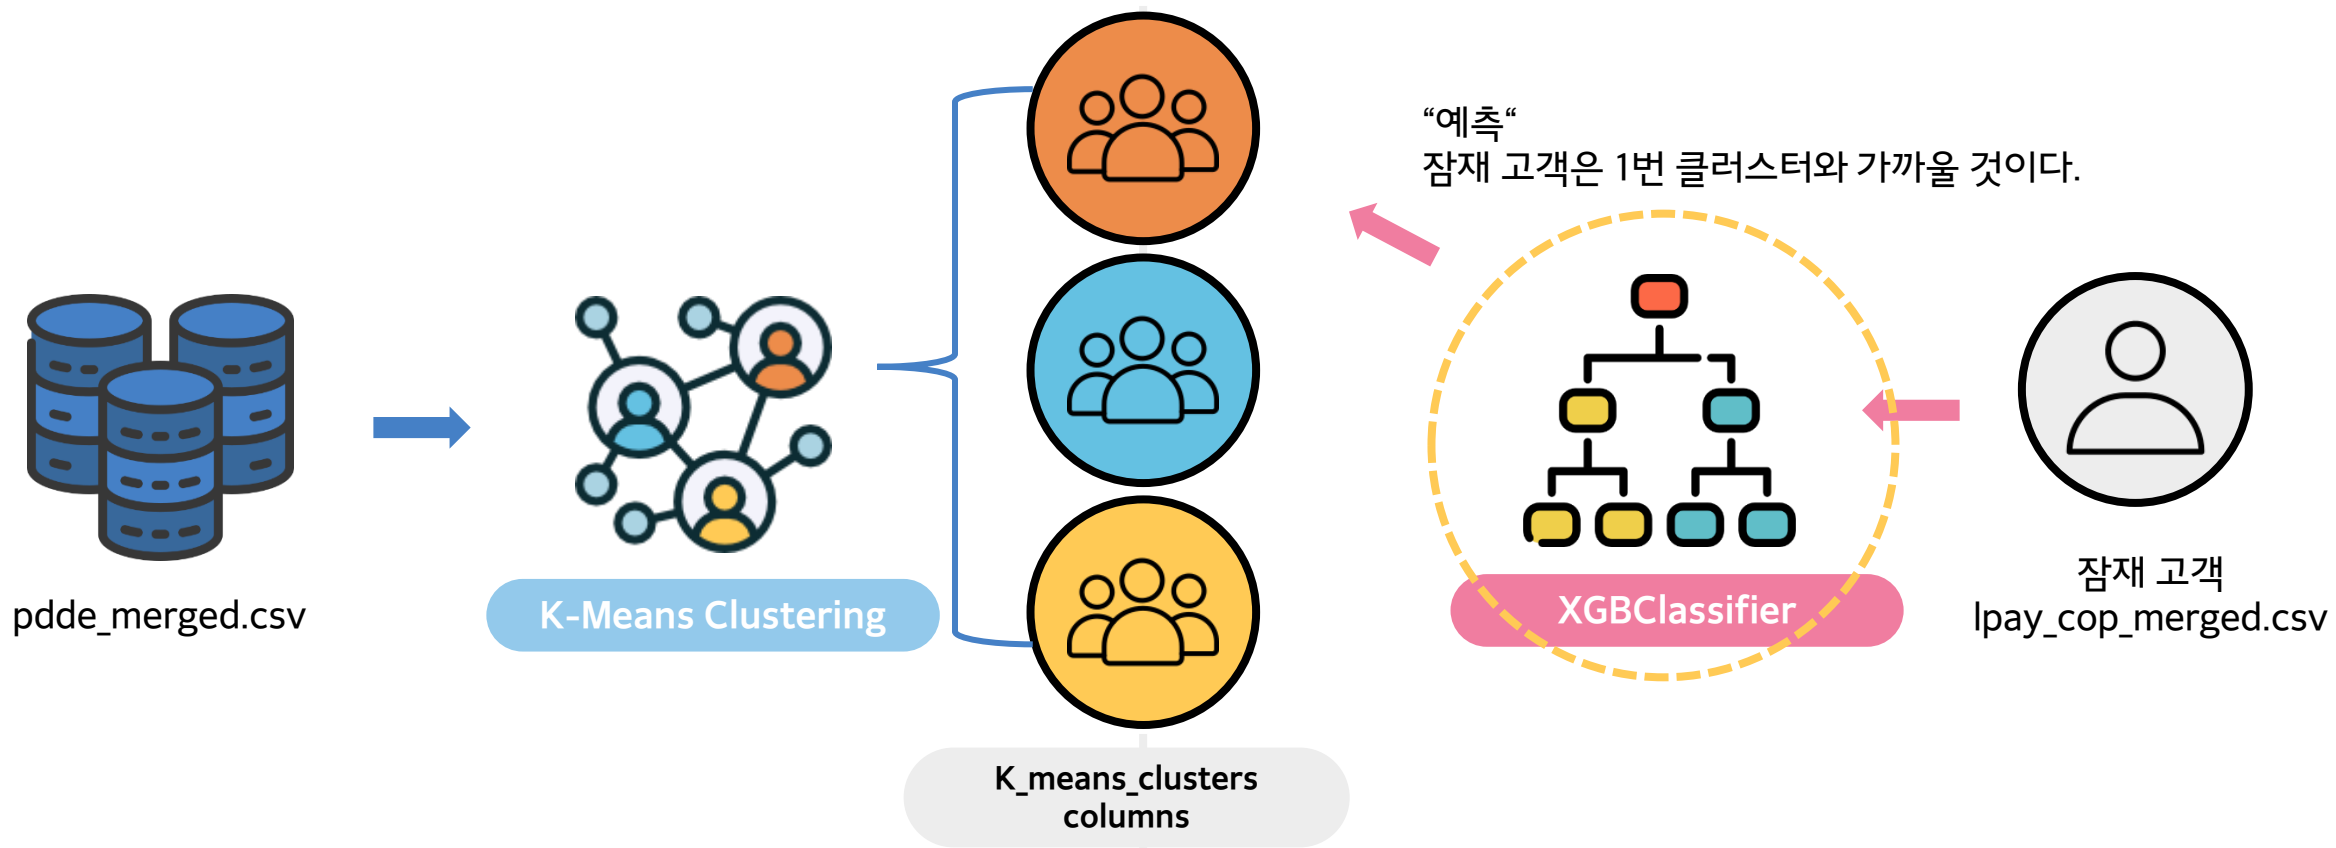 pdde_merged.csv
K-Means Clustering
K_means_clusters
columns
“예측“
잠재 고객은 1번 클러스터와 가까울 것이다.
XGBClassifier
잠재 고객
lpay_cop_merged.csv